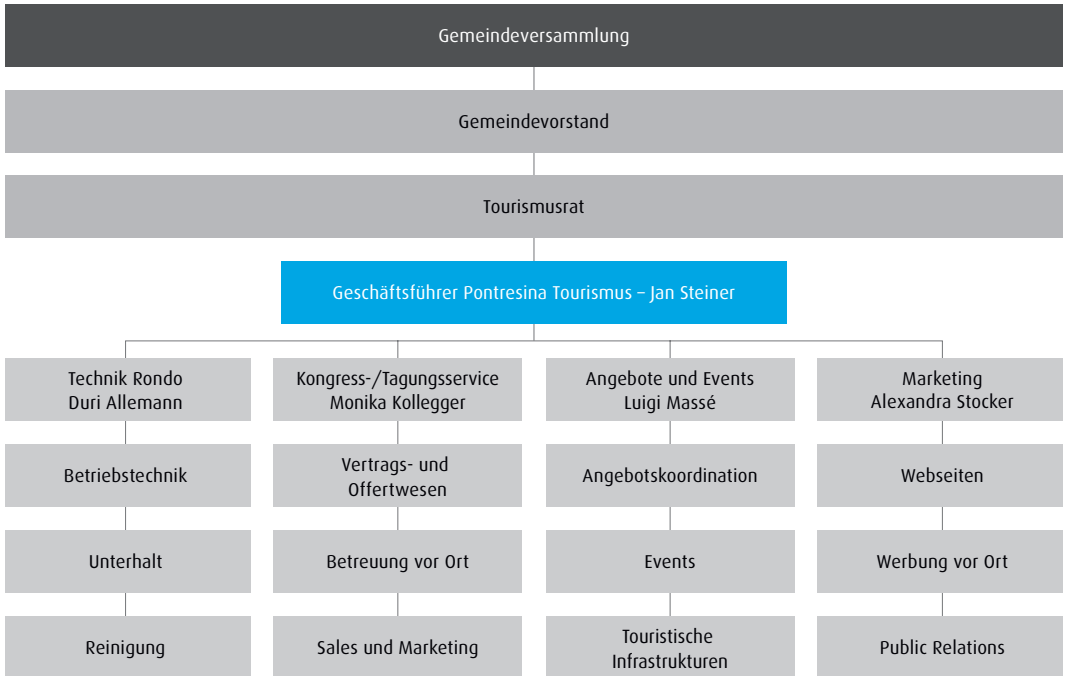 Gemeindeversammlung
Gemeindevorstand
Tourismusrat
Geschäftsführer Pontresina Tourismus – Jan Steiner
Technik Rondo
Duri Allemann
Kongress-/Tagungsservice
Monika Kollegger
Angebote und Events
Luigi Massé
Marketing
Alexandra Stocker
Betriebstechnik
Vertrags- und
Offertwesen
Angebotskoordination
Webseiten
Unterhalt
Betreuung vor Ort
Events
Werbung vor Ort
Reinigung
Sales und Marketing
Touristische
Infrastrukturen
Public Relations